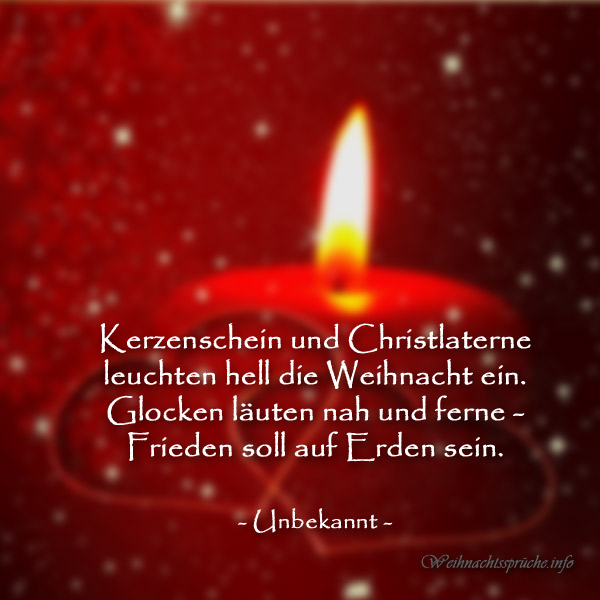 Kerzenschein und Christlaterne
leuchten hell die Weihnacht ein.
Glocken läuten nah und ferne -
Frieden soll auf Erden sein.
- Unbekannt -
Weihnachtssprüche.info